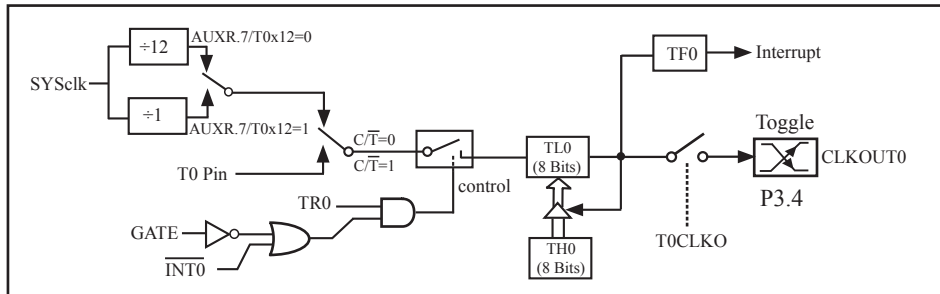 AUXR.7/T0x12=0
÷12
SYSclk
÷1
AUXR.7/T0x12=1
T0 Pin
C/T̅=0
C/T̅=1
control
TR0
GATE
I̅N̅T̅0̅
TL0
(8 Bits)
TH0
(8 Bits)
TF0
Interrupt
T0CLKO
Toggle
CLKOUT0
P3.4